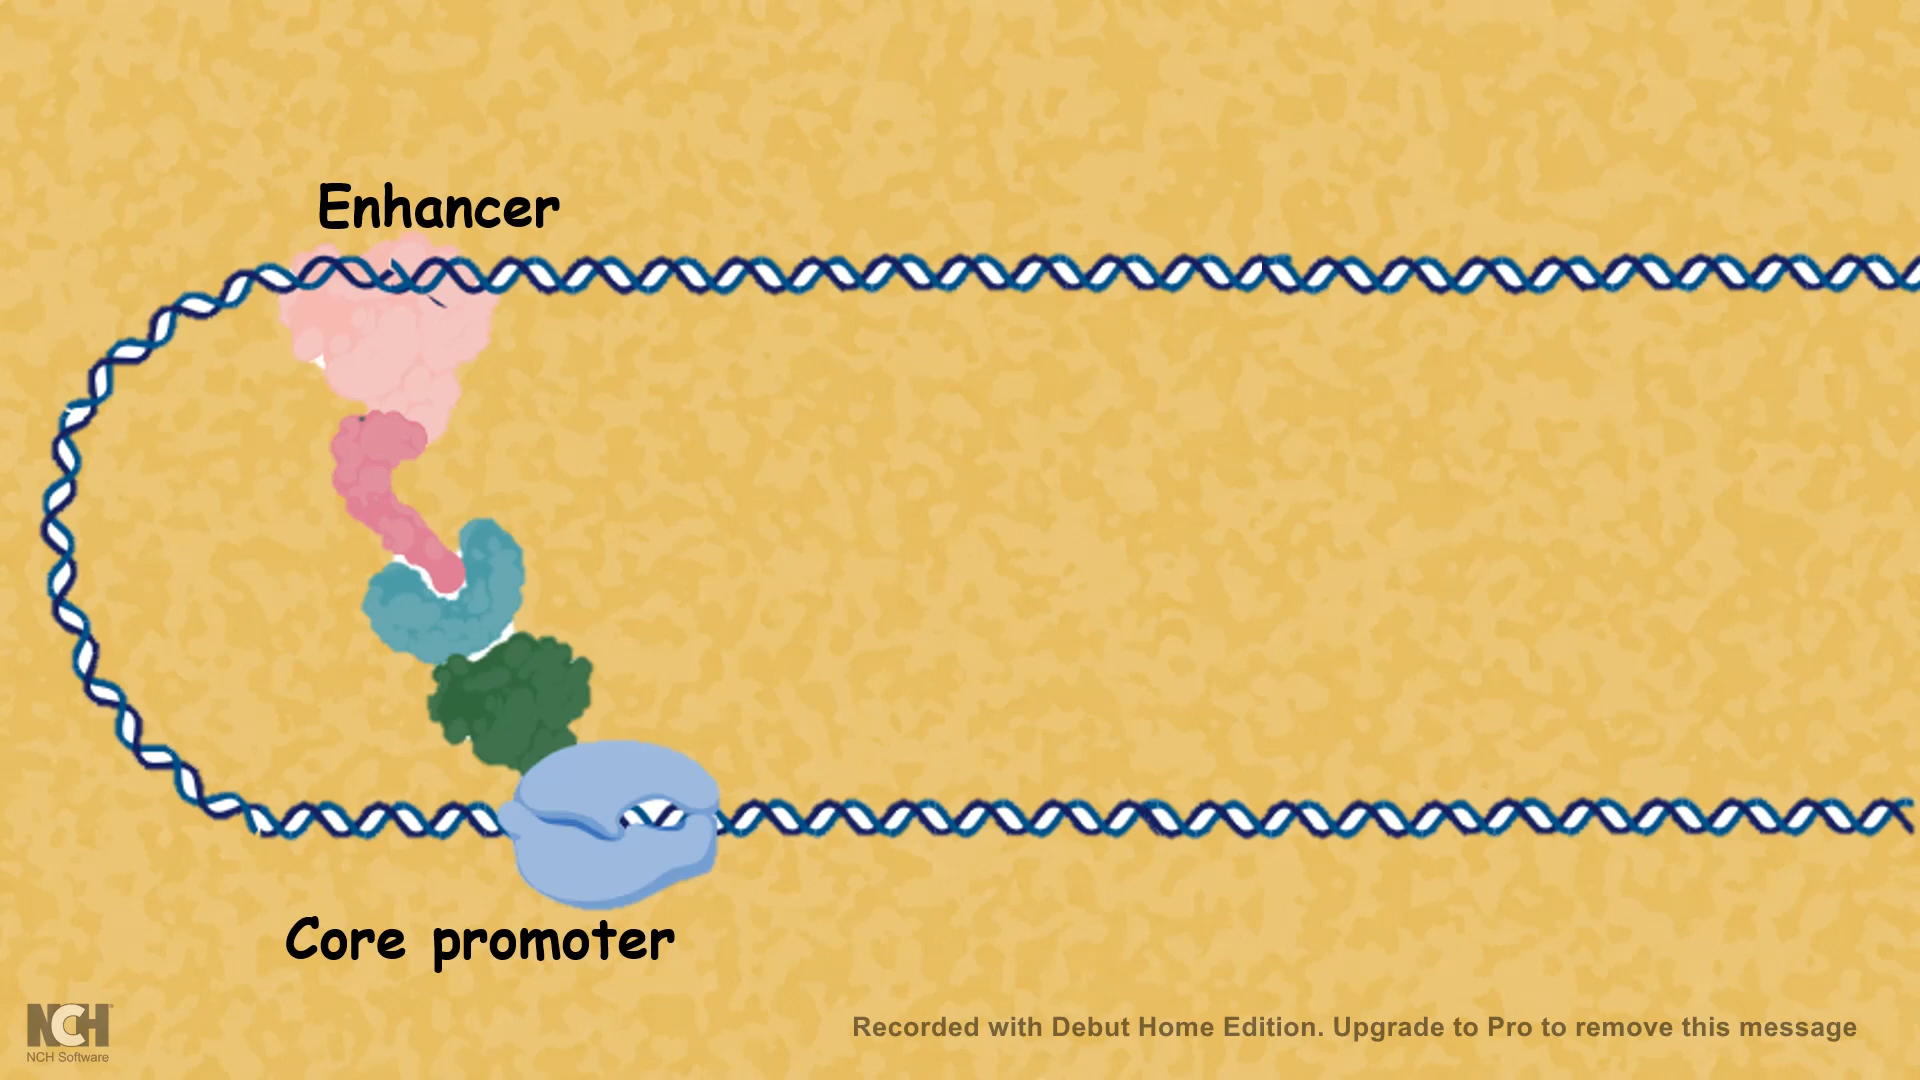 Enhancer
Core promoter
NCH
NCH Software
Recorded with Debut Home Edition. Upgrade to Pro to remove this message